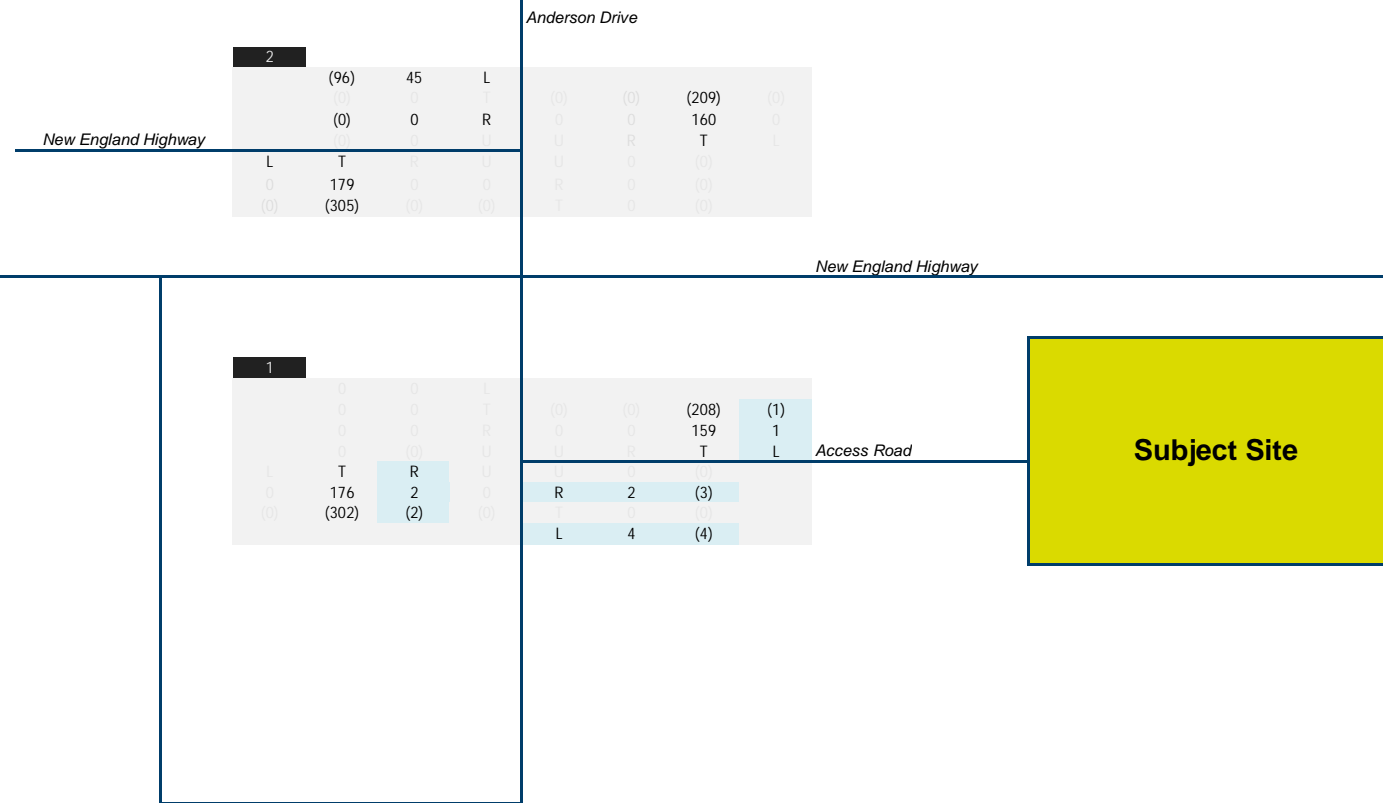 Anderson Drive
2
(96) 45 L
(0) 0 T (0) (0) (209) (0)
(0) 0 R 0 0 160 0
New England Highway (0) 0 U U R T L
L T R U U 0 (0)
0 179 0 0 R 0 (0)
(0) (305) (0) (0) T 0 (0)
New England Highway
1
0 0 L
0 0 T (0) (0) (208) (1)
0 0 R 0 0 159 1
0 (0) U U R T L Access Road Subject Site
L T R U U 0 (0)
0 176 2 0 R 2 (3)
(0) (302) (2) (0) T 0 (0)
L 4 (4)